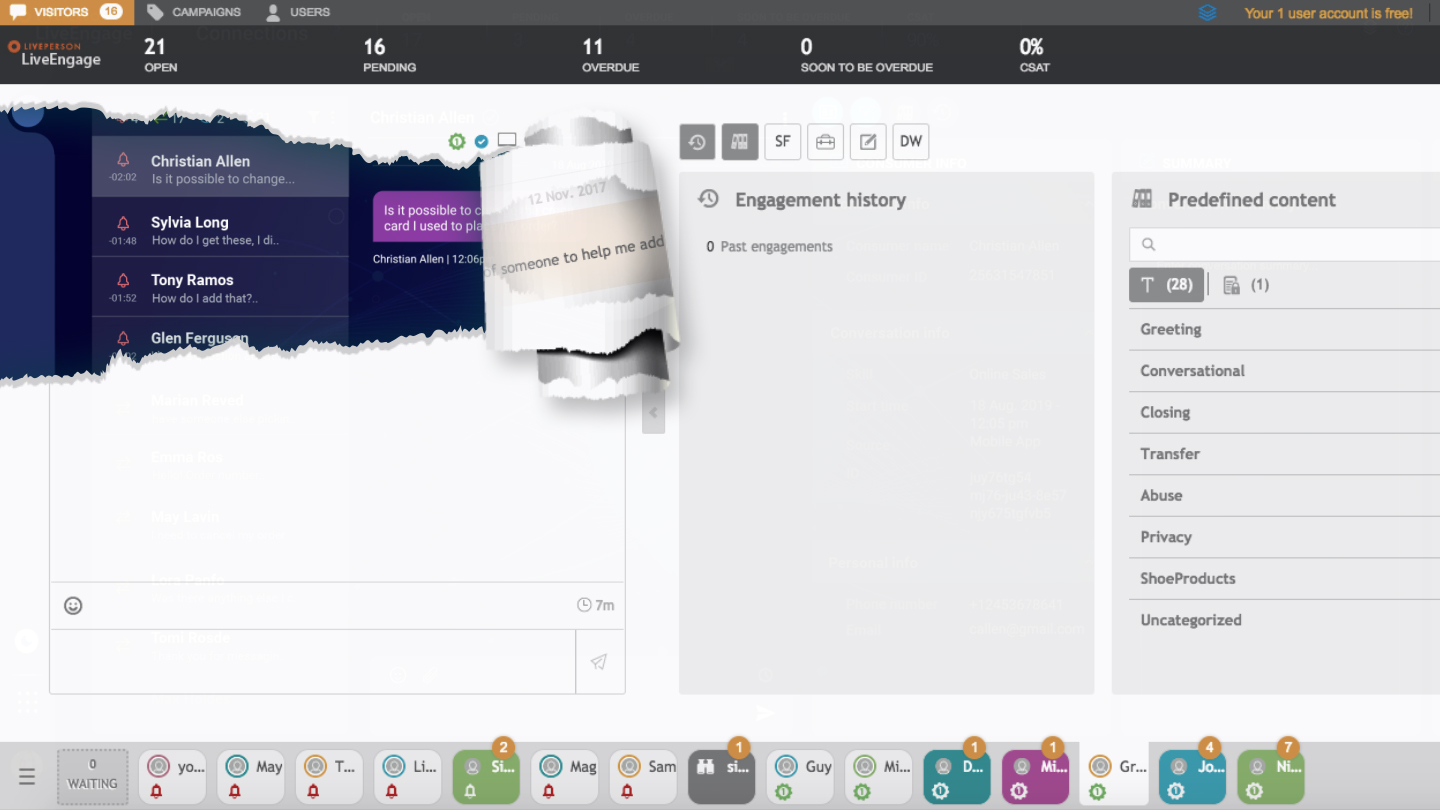 VISITORS 16 CAMPAIGNS USERS Your 1 user account is free!
LIVEPERSON
LiveEngage
21
OPEN
16
PENDING
11
OVERDUE
0
SOON TO BE OVERDUE
0%
CSAT
Christian Allen
-02:02 Is it possible to change...
Sylvia Long
-01:48 How do I get these, I di..
Tony Ramos
-01:52 How do I add that?..
Glen Ferguson
Is it possible to c
card I used to pla
Christian Allen | 12:06p
12 Nov. 2017
of someone to help me add
SF DW
Engagement history
0 Past engagements
Predefined content
T (28) (1)
Greeting
Conversational
Closing
Transfer
Abuse
Privacy
ShoeProducts
Uncategorized
7m
0
WAITING
yo...
May
T...
Li...
2
Si...
Mag
Sam
1
si...
Guy
Mi...
1
D...
1
Mi...
Gr...
4
Jo...
7
Ni...